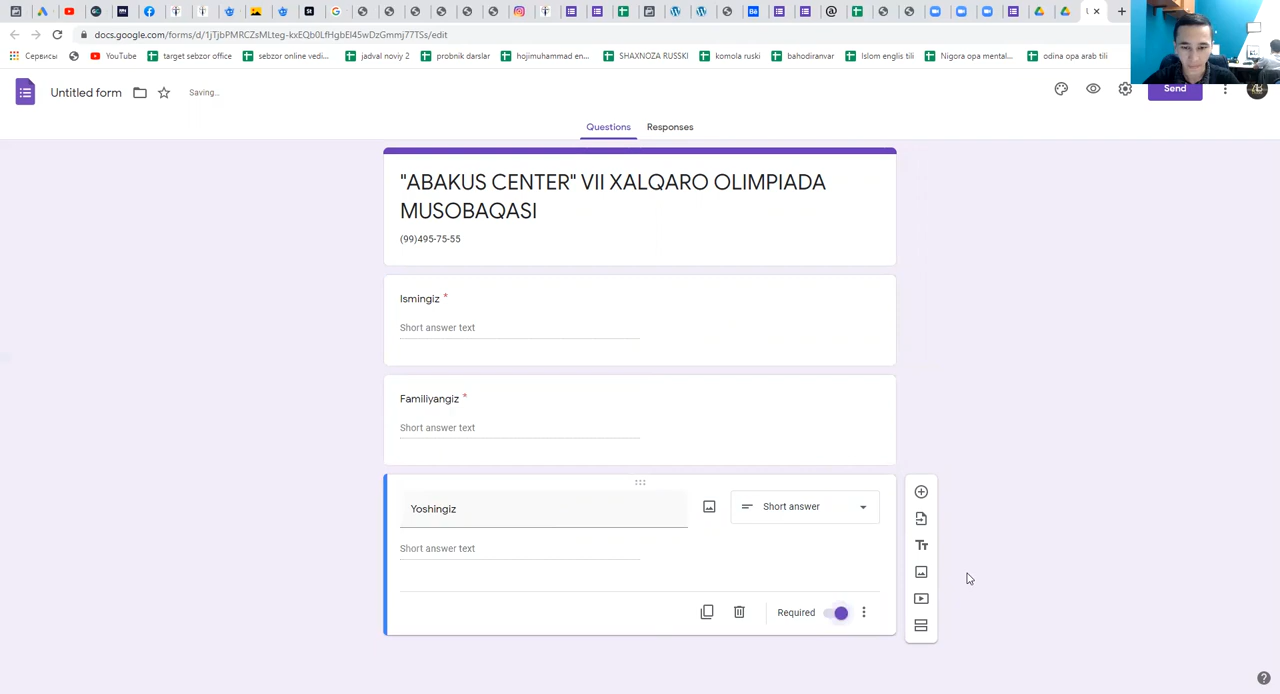 docs.google.com/forms/d/1jTjbPMRCZsMLteg-kxEQb0LfHgbEl45wDzGmmj77TSs/edit
Сервисы
YouTube
target sebzor office
sebzor online vedi...
jadval noviy 2
probnik darslar
hojimuhammad en...
SHAXNOZA RUSSKI
komola ruski
bahodiranvar
Islom englis tili
Nigora opa mental...
odina opa arab tili
Untitled form
Saving...
Send
Questions
Responses
"ABAKUS CENTER" VII XALQARO OLIMPIADA
MUSOBAQASI
(99)495-75-55
Ismingiz *
Short answer text
Familiyangiz *
Short answer text
Yoshingiz
Short answer
Short answer text
Required